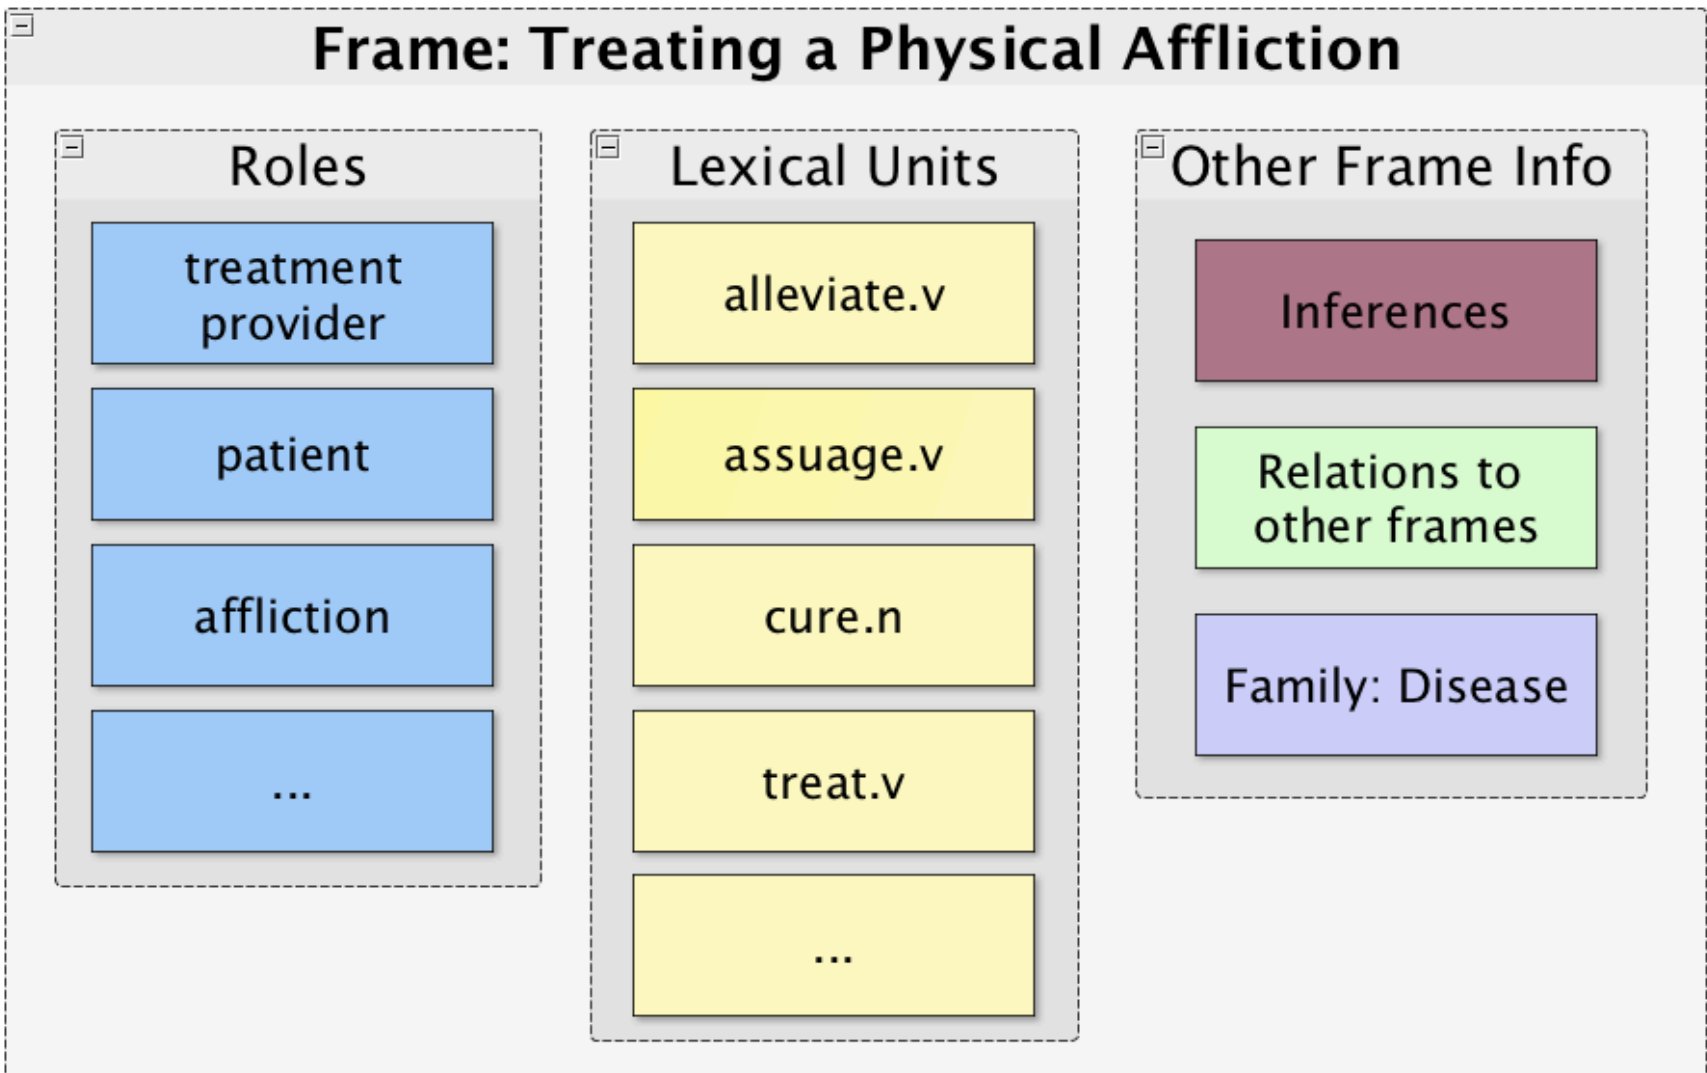 Frame: Treating a Physical Affliction
Roles
treatment
provider
patient
affliction
...
Lexical Units
alleviate.v
assuage.v
cure.n
treat.v
...
Other Frame Info
Inferences
Relations to
other frames
Family: Disease